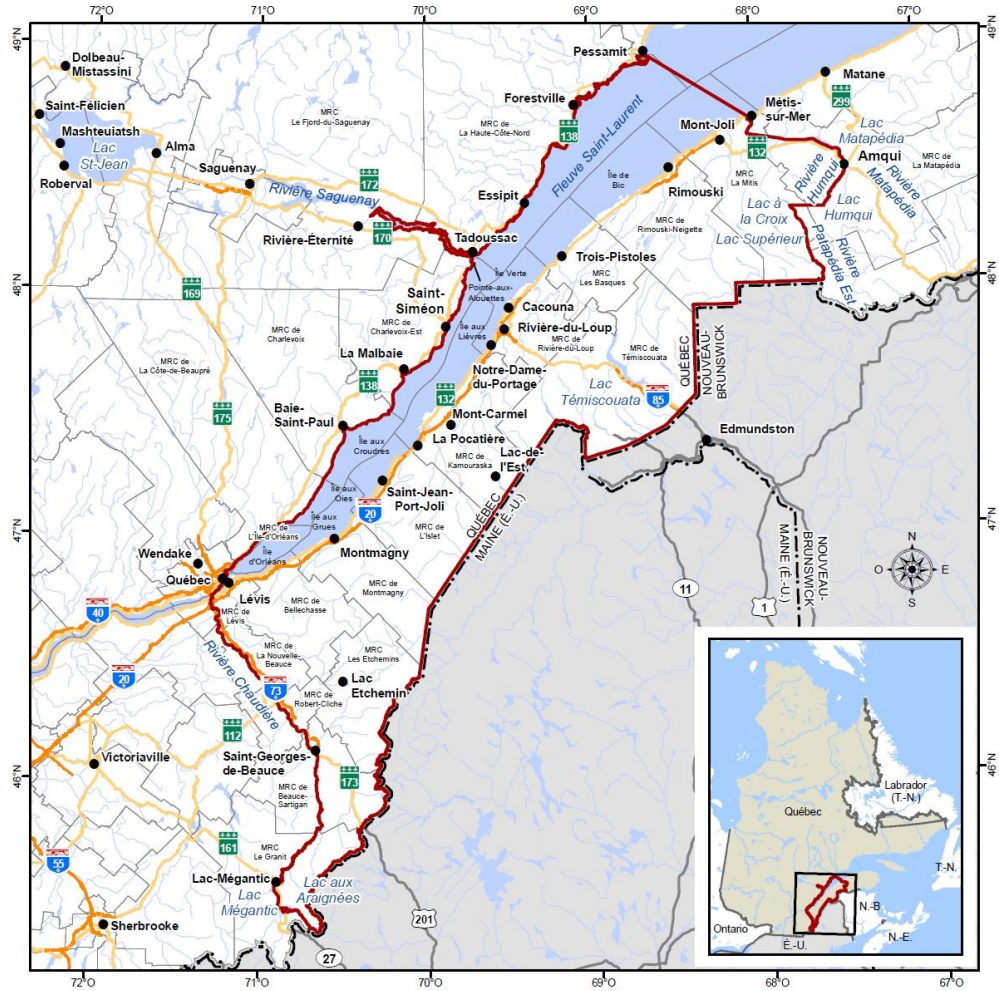 71°O
70°O
69°O
68°O
67°O
49°N
49°N
Pessamit
Dolbeau-
Mistassini
Matane
Saint-Félicien
Forestville
MRC
Le Fjord-du-Saguenay
MRC de
La Haute-Côte-Nord
Métis-
sur-Mer
299
Mashteuiatsh
Lac
St-Jean
Alma
138
Fleuve Saint-Laurent
Mont-Joli
Lac
Matapédia
132
Amqui
MRC de
La Matapédia
Roberval
Saguenay
172
Rivière Saguenay
Île de
Bic
Rimouski
MRC
La Mitis
Rivière
Humqui
Rivière
Matapédia
Essipit
Lac
Humqui
Lac à
la Croix
Rivière-Éternité
170
MRC de
Rimouski-Neigette
Lac Supérieur
Tadoussac
Trois-Pistoles
Rivière
Patapédia Est
48°N
48°N
Île Verte
Pointe-aux-
Alouettes
MRC
Les Basques
169
Saint-
Siméon
Cacouna
MRC de
Charlevoix-Est
Île aux
Lièvres
Rivière-du-Loup
MRC de
Rivière-du-Loup
MRC de
Charlevoix
MRC de
Témiscouata
QUÉBEC
NOUVEAU-
BRUNSWICK
La Malbaie
MRC de
La Côte-de-Beaupré
138
Notre-Dame-
du-Portage
132
Lac
Témiscouata
85
175
Baie-
Saint-Paul
Mont-Carmel
Edmundston
La Pocatière
Île aux
Croudres
MRC de
Kamouraska
Lac-de-
l'Est
Saint-Jean-
Port-Joli
Île aux
Oies
20
47°N
47°N
Île aux
Grues
MRC de
L'Île-d'Orléans
MRC de
L'Islet
QUÉBEC
MAINE (É.-U.)
MAINE (É.-U.)
NOUVEAU-
BRUNSWICK
Wendake
Île
d'Orléans
Montmagny
Québec
Lévis
MRC de
Montmagny
11
1
N
O
E
S
40
MRC de
Lévis
MRC de
Bellechasse
20
Rivière Chaudière
MRC de
La Nouvelle-
Beauce
MRC
Les Etchemins
73
MRC de
Robert-Cliche
Lac
Etchemin
112
Victoriaville
Saint-Georges-
de-Beauce
173
46°N
46°N
MRC de
Beauce-
Sartigan
161
MRC
Le Granit
55
Lac-Mégantic
Lac
Mégantic
Lac aux
Araignées
Sherbrooke
201
27
Québec
Labrador
(T.-N.)
T.-N.
N.-B.
Ontario
É.-U.
N.-E.
72°O
71°O
70°O
69°O
68°O
67°O